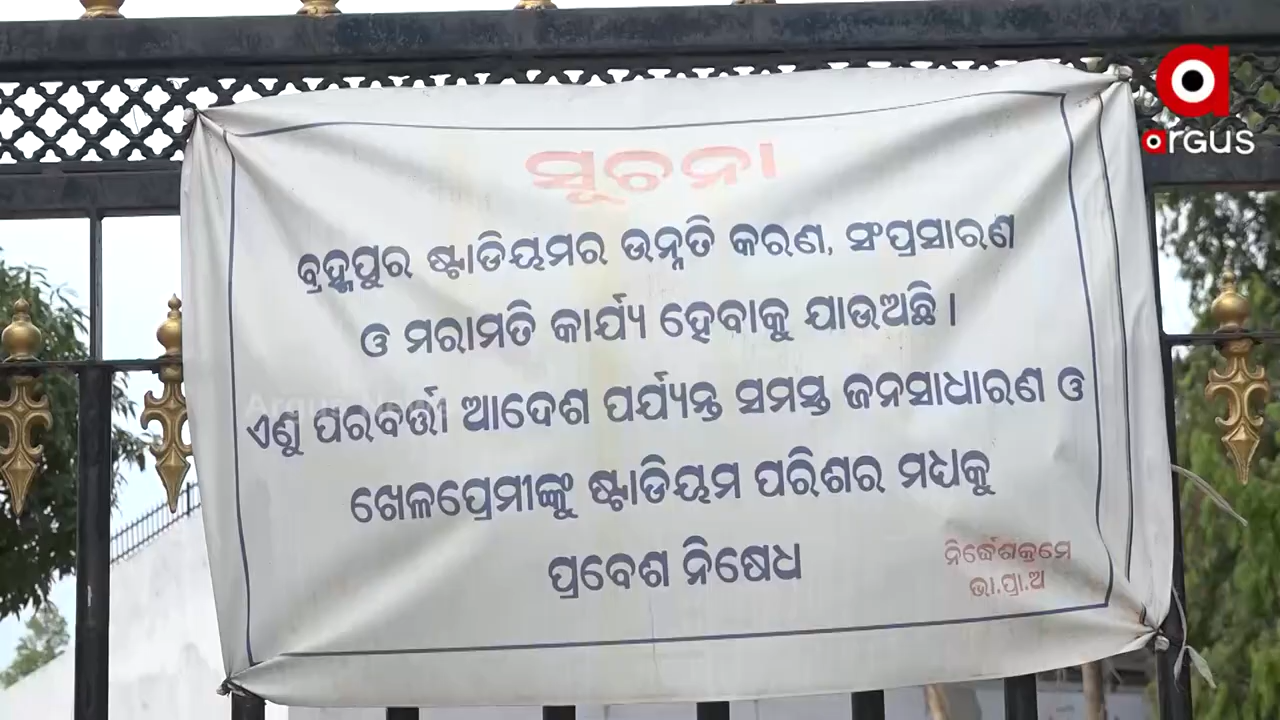 argus
ସୂଚନା
ବ୍ରହ୍ମପୁର ଷ୍ଟାଡିୟମର ଉନ୍ନତି କରଣ, ସଂପ୍ରସାରଣ
ଓ ମରାମତି କାର୍ଯ୍ୟ ହେବାକୁ ଯାଉଅଛି ।
ଏଣୁ ପରବର୍ତ୍ତୀ ଆଦେଶ ପର୍ଯ୍ୟନ୍ତ ସମସ୍ତ ଜନସାଧାରଣ ଓ
ଖେଳପ୍ରେମୀଙ୍କୁ ଷ୍ଟାଡିୟମ ପରିଶର ମଧ୍ୟକୁ
ପ୍ରବେଶ ନିଷେଧ
ନିର୍ଦ୍ଧେଶକ୍ରମେ
ଭା.ପ୍ରା.ଅ